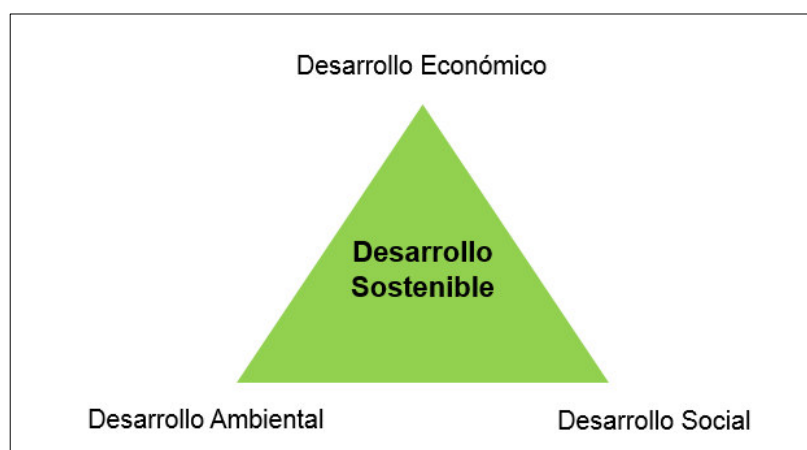 Desarrollo Económico
Desarrollo
Sostenible
Desarrollo Ambiental
Desarrollo Social